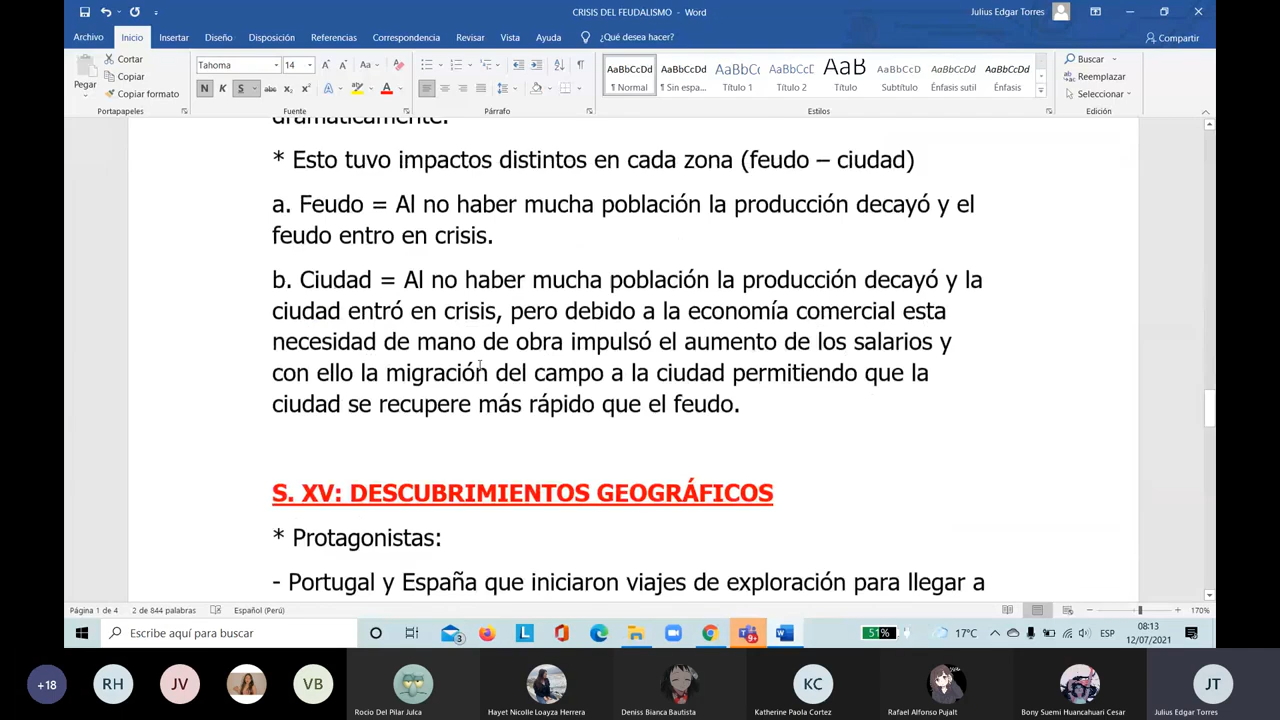 CRISIS DEL FEUDALISMO - Word
Julius Edgar Torres
Archivo Inicio Insertar Diseño Disposición Referencias Correspondencia Revisar Vista Ayuda ¿Qué desea hacer? Compartir
Pegar
Cortar
Copiar
Copiar formato
Portapapeles
Tahoma 14
N K S abc x₂ x²
Fuente
Párrafo
AaBbCcDd AaBbCcDd AaBbCc AaBbCcD AaB AaBbCcD AaBbCcDd AaBbCcDd
¶ Normal ¶ Sin espa... Título 1 Título 2 Título Subtítulo Énfasis sutil Énfasis
Estilos
Buscar
Reemplazar
Seleccionar
Edición
dramáticamente.
* Esto tuvo impactos distintos en cada zona (feudo – ciudad)
a. Feudo = Al no haber mucha población la producción decayó y el
feudo entro en crisis.
b. Ciudad = Al no haber mucha población la producción decayó y la
ciudad entró en crisis, pero debido a la economía comercial esta
necesidad de mano de obra impulsó el aumento de los salarios y
con ello la migración del campo a la ciudad permitiendo que la
ciudad se recupere más rápido que el feudo.
S. XV: DESCUBRIMIENTOS GEOGRÁFICOS
* Protagonistas:
- Portugal y España que iniciaron viajes de exploración para llegar a
Página 1 de 4 2 de 844 palabras Español (Perú) 170%
Escribe aquí para buscar
3
9+
51%
17°C
ESP
08:13
12/07/2021
+18 RH JV VB KC JT
Rocio Del Pilar Julca Hayet Nicolle Loayza Herrera Deniss Bianca Bautista Katherine Paola Cortez Rafael Alfonso Pujalt Bony Suemi Huancahuari Cesar Julius Edgar Torres